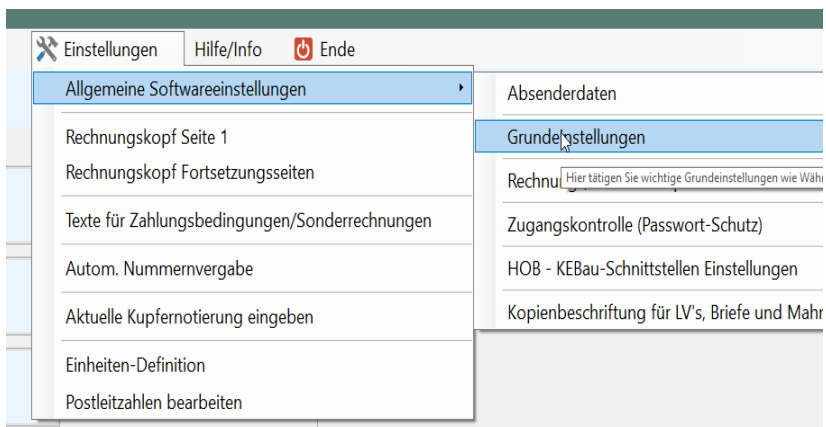 Einstellungen Hilfe/Info Ende
Allgemeine Softwareeinstellungen
Rechnungskopf Seite 1
Rechnungskopf Fortsetzungsseiten
Texte für Zahlungsbedingungen/Sonderrechnungen
Autom. Nummernvergabe
Aktuelle Kupfernotierung eingeben
Einheiten-Definition
Postleitzahlen bearbeiten
Absenderdaten
Grundeinstellungen
Hier tätigen Sie wichtige Grundeinstellungen wie
Zugangskontrolle (Passwort-Schutz)
HOB - KEBau-Schnittstellen Einstellungen
Kopienbeschriftung für LV's, Briefe und